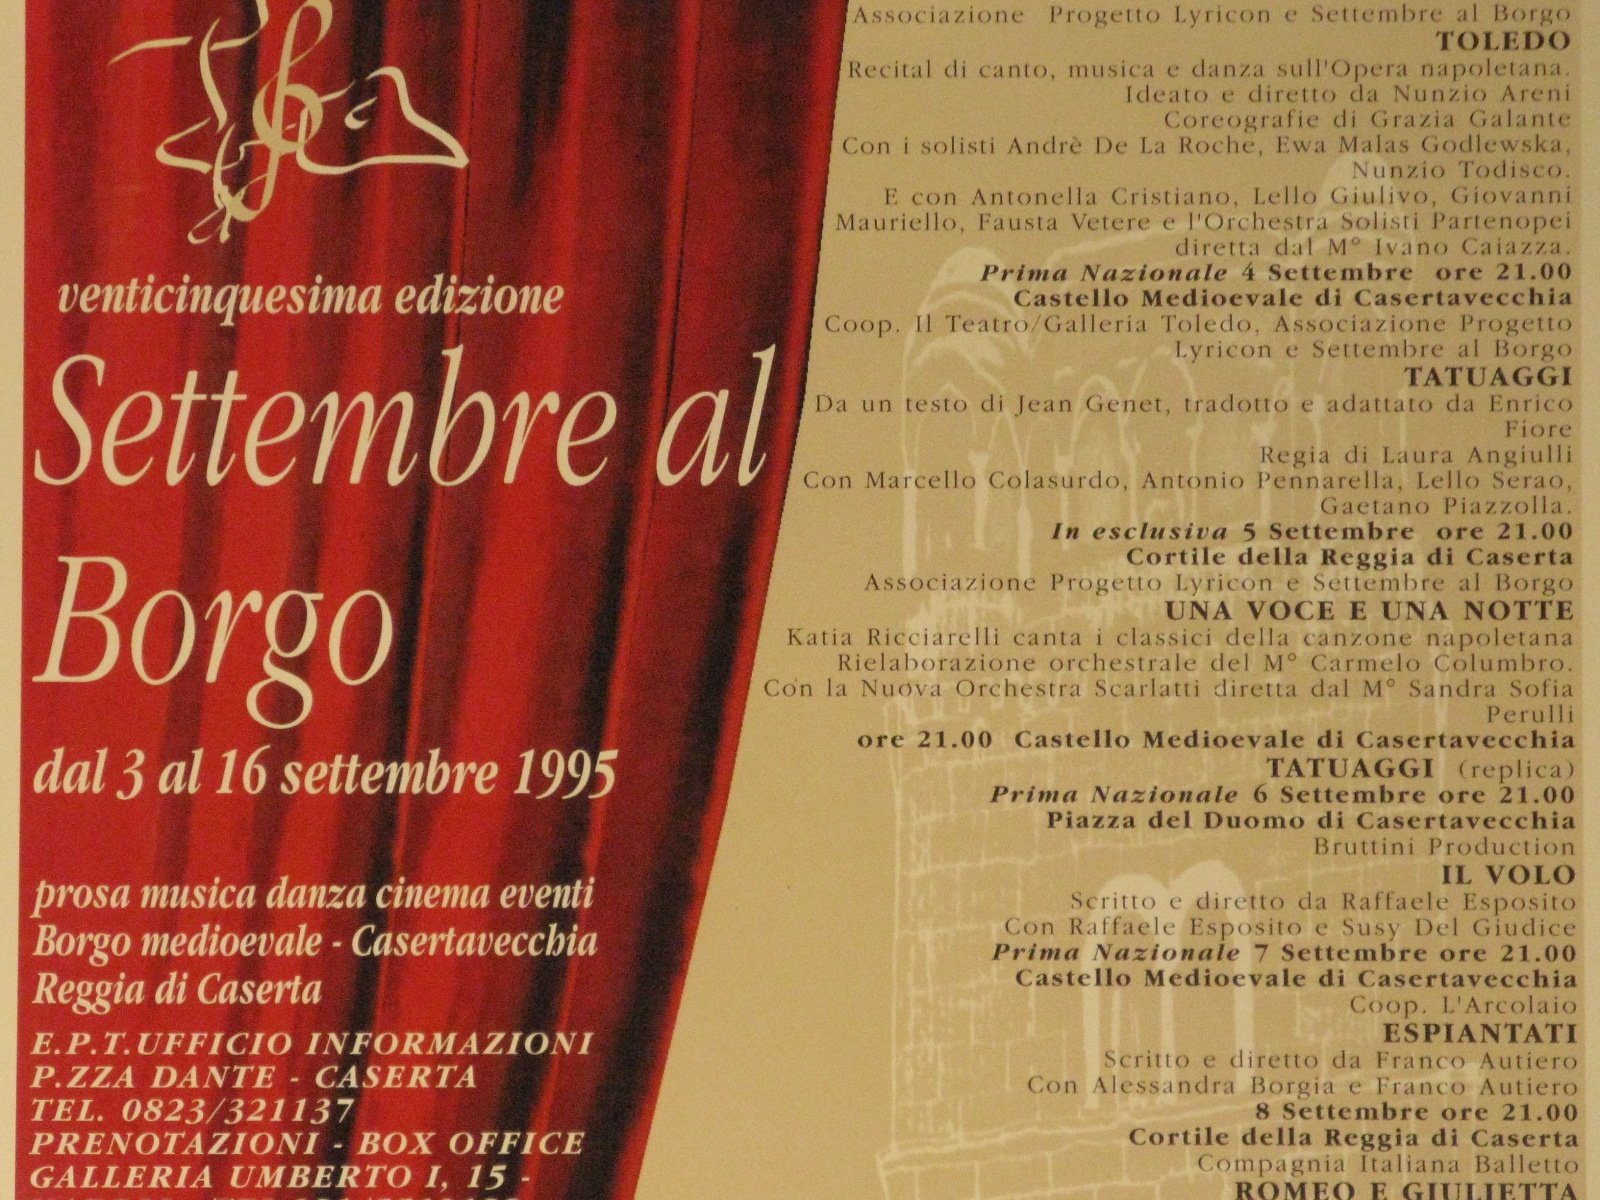 venticinquesima edizione
Settembre al
Borgo
dal 3 al 16 settembre 1995
prosa musica danza cinema eventi
Borgo medioevale - Casertavecchia
Reggia di Caserta
E.P.T.UFFICIO INFORMAZIONI
P.ZZA DANTE - CASERTA
TEL. 0823/321137
PRENOTAZIONI - BOX OFFICE
GALLERIA UMBERTO I, 15 -
Associazione Progetto Lyricon e Settembre al Borgo
TOLEDO
Recital di canto, musica e danza sull'Opera napoletana.
Ideato e diretto da Nunzio Areni
Coreografie di Grazia Galante
Con i solisti Andrè De La Roche, Ewa Malas Godlewska,
Nunzio Todisco.
E con Antonella Cristiano, Lello Giulivo, Giovanni
Mauriello, Fausta Vetere e l'Orchestra Solisti Partenopei
diretta dal M° Ivano Caiazza.
Prima Nazionale 4 Settembre ore 21.00
Castello Medioevale di Casertavecchia
Coop. Il Teatro/Galleria Toledo, Associazione Progetto
Lyricon e Settembre al Borgo
TATUAGGI
Da un testo di Jean Genet, tradotto e adattato da Enrico
Fiore
Regia di Laura Angiulli
Con Marcello Colasurdo, Antonio Pennarella, Lello Serao,
Gaetano Piazzolla.
In esclusiva 5 Settembre ore 21.00
Cortile della Reggia di Caserta
Associazione Progetto Lyricon e Settembre al Borgo
UNA VOCE E UNA NOTTE
Katia Ricciarelli canta i classici della canzone napoletana
Rielaborazione orchestrale del M° Carmelo Columbro.
Con la Nuova Orchestra Scarlatti diretta dal M° Sandra Sofia
Perulli
ore 21.00 Castello Medioevale di Casertavecchia
TATUAGGI (replica)
Prima Nazionale 6 Settembre ore 21.00
Piazza del Duomo di Casertavecchia
Bruttini Production
IL VOLO
Scritto e diretto da Raffaele Esposito
Con Raffaele Esposito e Susy Del Giudice
Prima Nazionale 7 Settembre ore 21.00
Castello Medioevale di Casertavecchia
Coop. L'Arcolaio
ESPIANTATI
Scritto e diretto da Franco Autiero
Con Alessandra Borgia e Franco Autiero
8 Settembre ore 21.00
Cortile della Reggia di Caserta
Compagnia Italiana Balletto
ROMEO E GIULIETTA